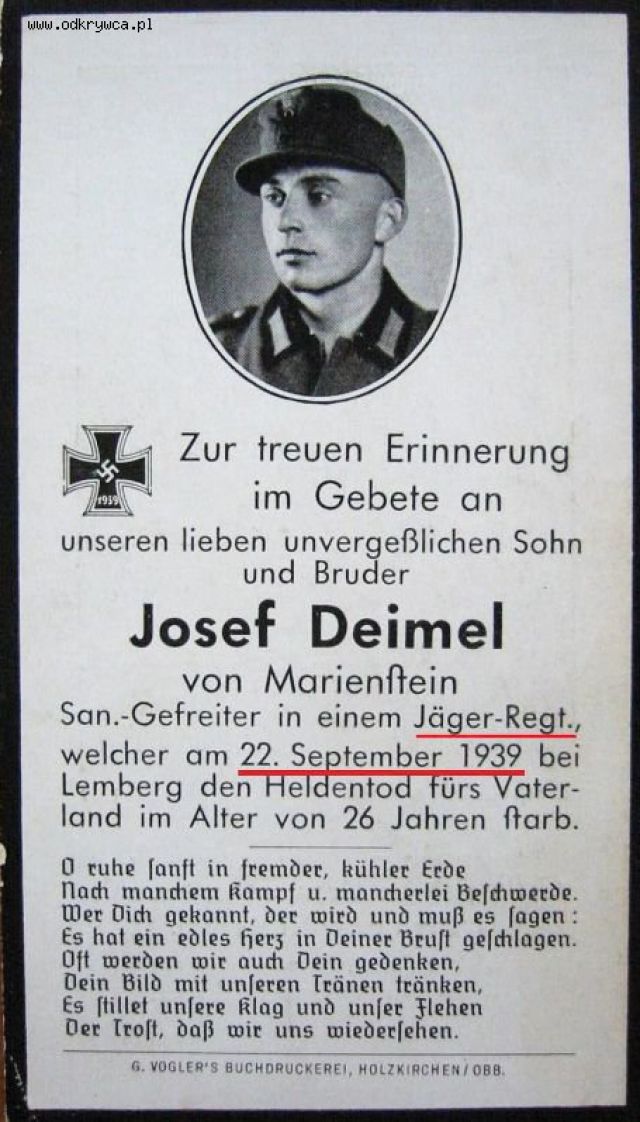 www.odkrywca.pl
1939
Zur treuen Erinnerung
im Gebete an
unseren lieben unvergeßlichen Sohn
und Bruder
Josef Deimel
von Marienſtein
San.-Gefreiter in einem Jäger-Regt.,
welcher am 22. September 1939 bei
Lemberg den Heldentod fürs Vater-
land im Alter von 26 Jahren ſtarb.
O ruhe ſanft in fremder, kühler Erde
Nach manchem Kampf u. mancherlei Beſchwerde.
Wer Dich gekannt, der wird und muß es ſagen:
Es hat ein edles Herz in Deiner Bruſt geſchlagen.
Oft werden wir auch Dein gedenken,
Dein Bild mit unſeren Tränen tränken,
Es ſtillet unſere Klag und unſer Flehen
Der Troſt, daß wir uns wiederſehen.
G. VOGLER'S BUCHDRUCKEREI, HOLZKIRCHEN/OBB.